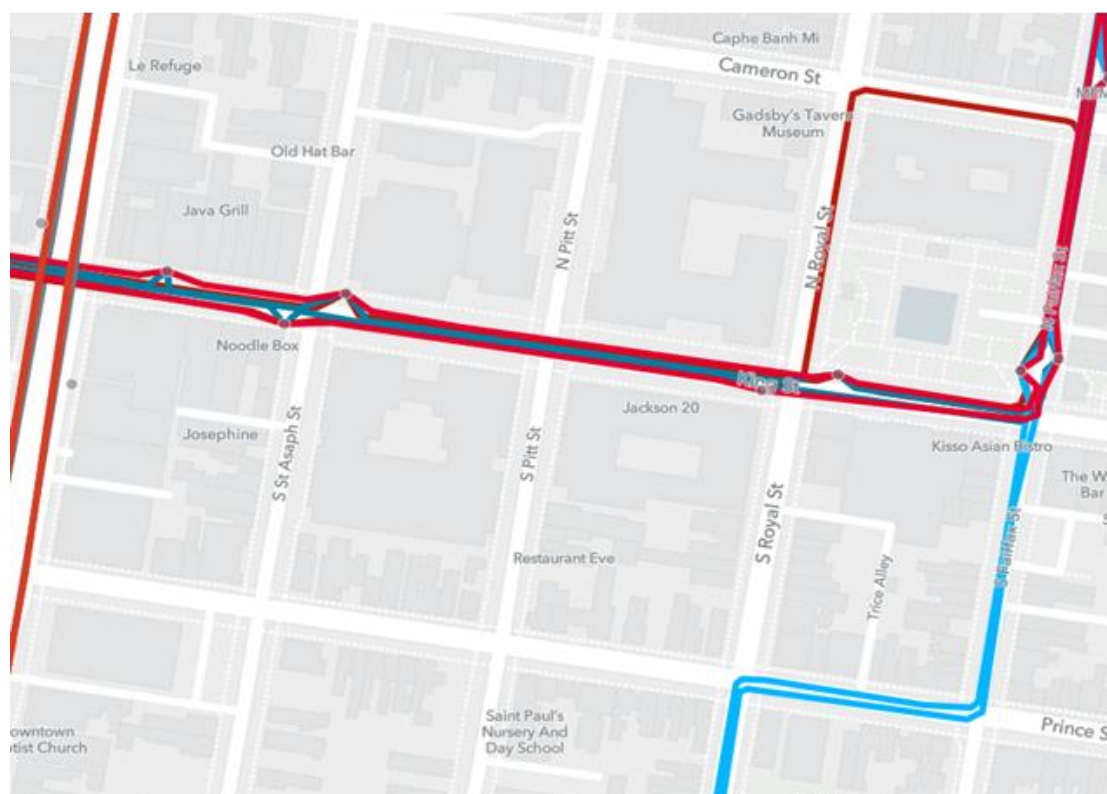 Caphe Banh Mi
Le Refuge
Cameron St
Gadsby's Tavern
Museum
Old Hat Bar
Java Grill
N Pitt St
N Royal St
N Fairfax St
Noodle Box
King St
Jackson 20
Josephine
S St Asaph St
S Pitt St
Kisso Asian Bistro
The W
Bar
S Royal St
S Fairfax St
Restaurant Eve
Trice Alley
Saint Paul's
Nursery And
Day School
Prince S
owntown
tist Church